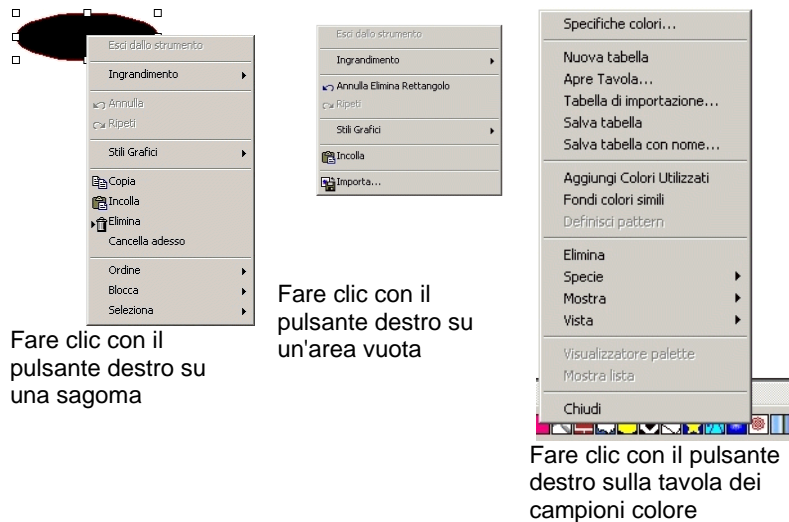 Esci dallo strumento
Ingrandimento
Annulla
Ripeti
Stili Grafici
Copia
Incolla
Elimina
Cancella adesso
Ordine
Blocca
Seleziona
Fare clic con il
pulsante destro su
una sagoma
Esci dallo strumento
Ingrandimento
Annulla Elimina Rettangolo
Ripeti
Stili Grafici
Incolla
Importa...
Fare clic con il
pulsante destro su
un'area vuota
Specifiche colori...
Nuova tabella
Apre Tavola...
Tabella di importazione...
Salva tabella
Salva tabella con nome...
Aggiungi Colori Utilizzati
Fondi colori simili
Definisci pattern
Elimina
Specie
Mostra
Vista
Visualizzatore palette
Mostra lista
Chiudi
Fare clic con il pulsante
destro sulla tavola dei
campioni colore